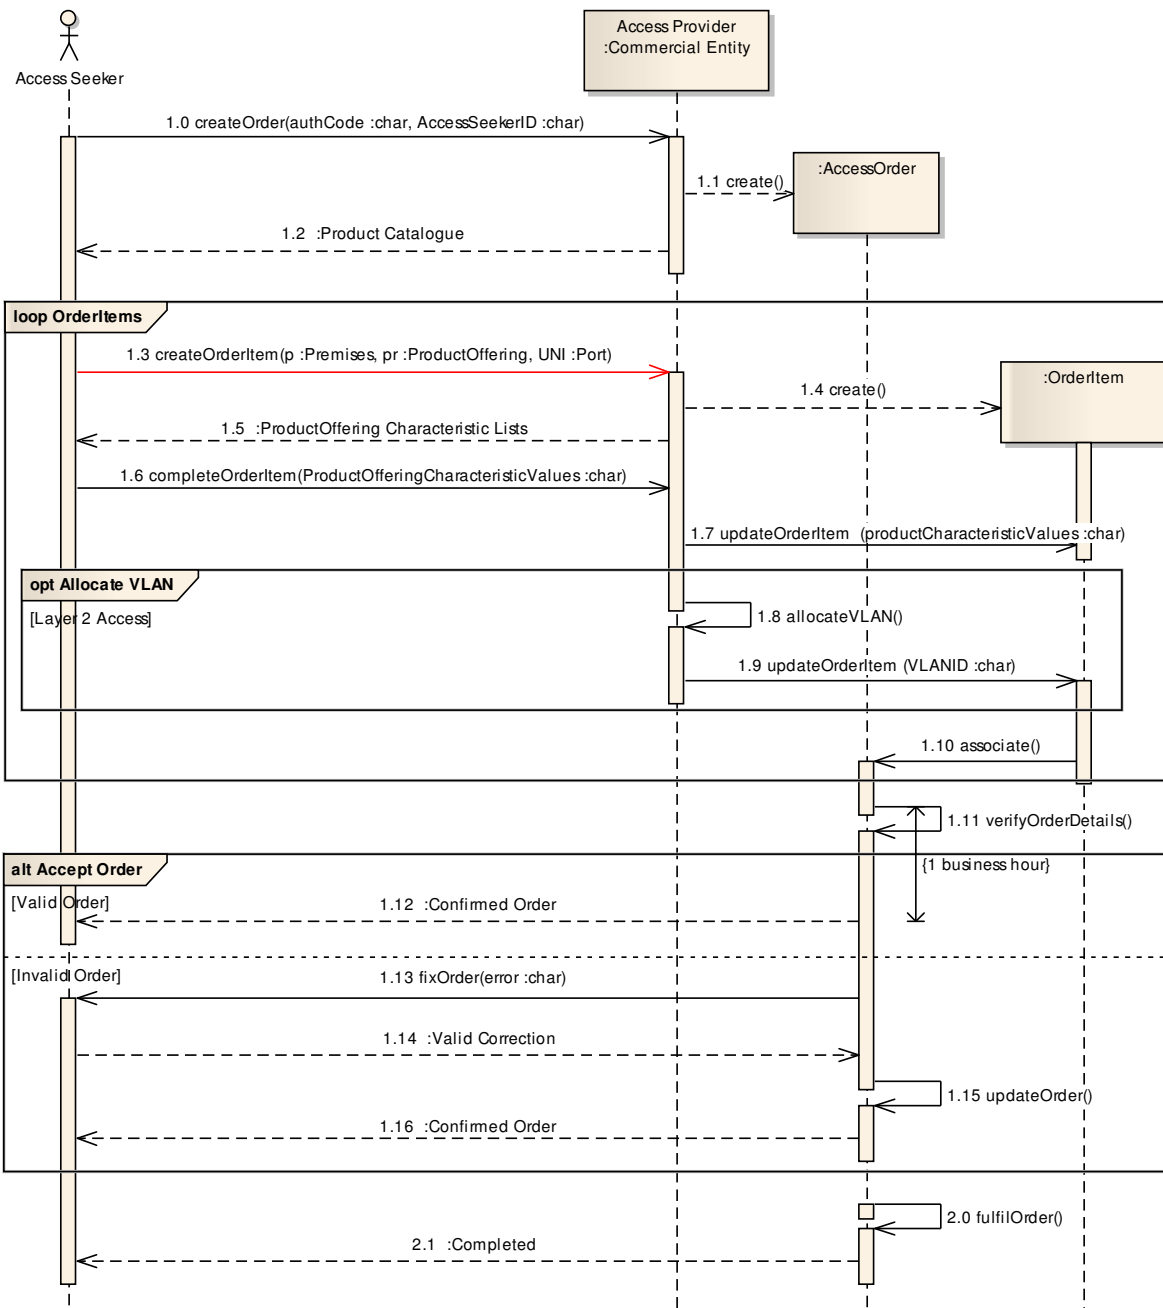 Access Provider
:Commercial Entity
Access Seeker
1.0 createOrder(authCode :char, AccessSeekerID :char)
:AccessOrder
1.1 create()
1.2 :Product Catalogue
loop OrderItems
1.3 createOrderItem(p :Premises, pr :ProductOffering, UNI :Port)
:OrderItem
1.4 create()
1.5 :ProductOffering Characteristic Lists
1.6 completeOrderItem(ProductOfferingCharacteristicValues :char)
1.7 updateOrderItem (productCharacteristicValues :char)
opt Allocate VLAN
[Layer 2 Access]
1.8 allocateVLAN()
1.9 updateOrderItem (VLANID :char)
1.10 associate()
1.11 verifyOrderDetails()
alt Accept Order
{1 business hour}
[Valid Order]
1.12 :Confirmed Order
[Invalid Order]
1.13 fixOrder(error :char)
1.14 :Valid Correction
1.15 updateOrder()
1.16 :Confirmed Order
2.0 fulfilOrder()
2.1 :Completed